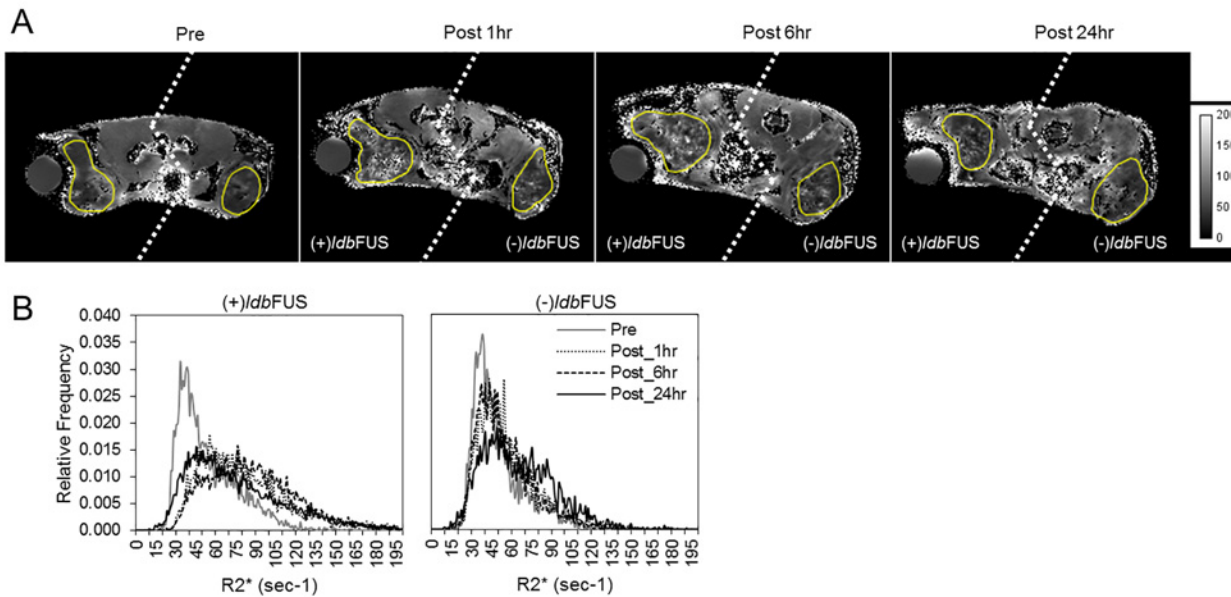 A
Pre
Post 1hr
Post 6hr
Post 24hr
(+)ldbFUS
(-)ldbFUS
(+)ldbFUS
(-)ldbFUS
(+)ldbFUS
(-)ldbFUS
200
150
100
50
0
B
(+)ldbFUS
0.040
0.035
0.030
0.025
0.020
0.015
0.010
0.005
0.000
Relative Frequency
0 15 30 45 60 75 90 105 120 135 150 165 180 195
R2* (sec-1)
(-)ldbFUS
Pre
Post_1hr
Post_6hr
Post_24hr
0 15 30 45 60 75 90 105 120 135 150 165 180 195
R2* (sec-1)